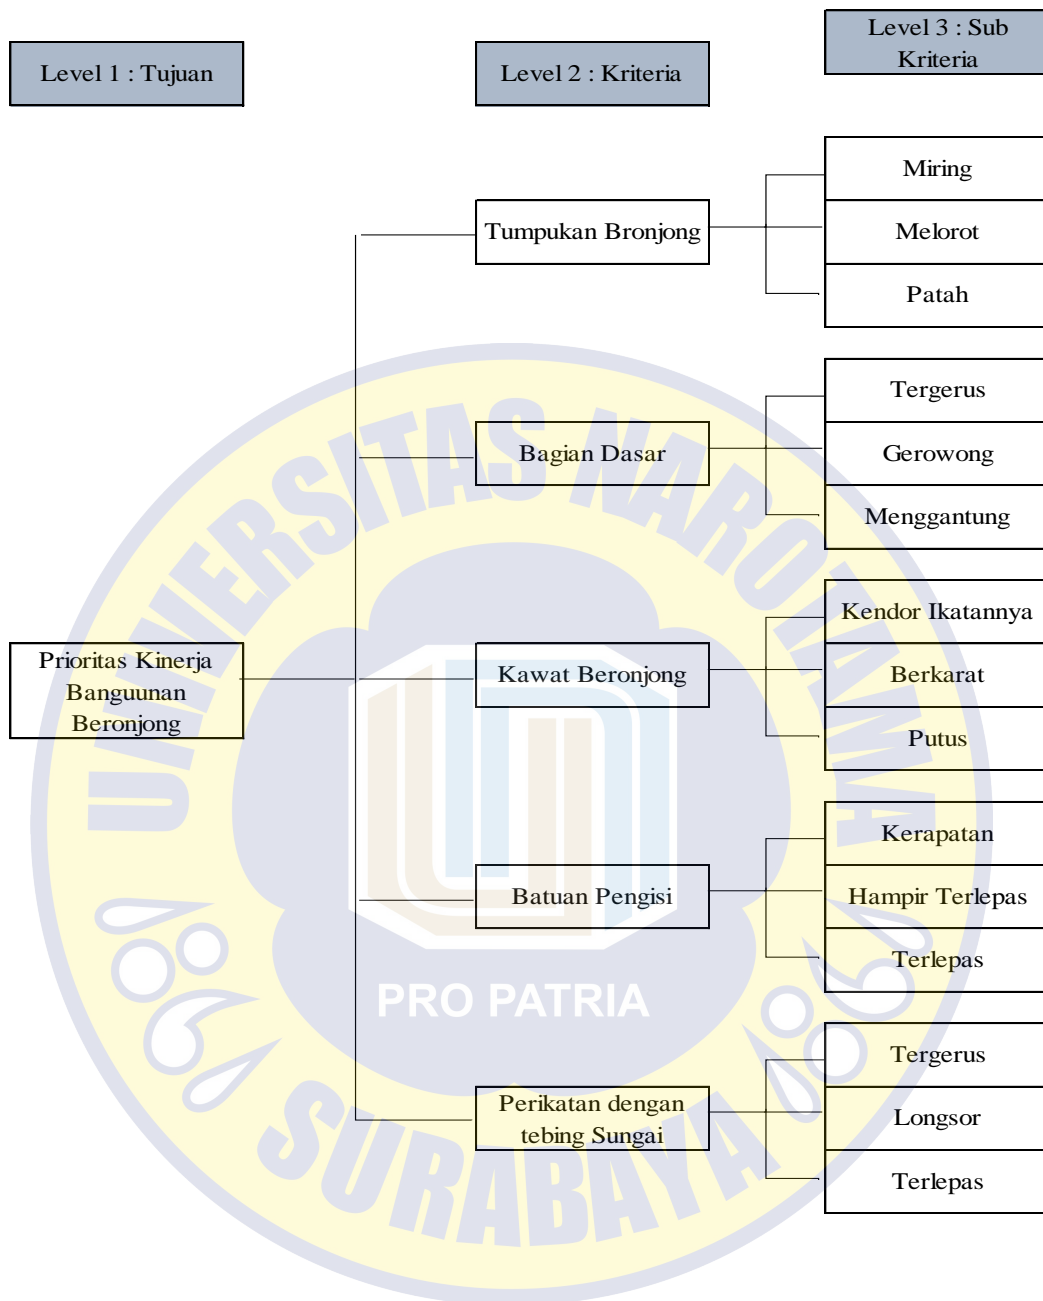 Level 1 : Tujuan
Level 2 : Kriteria
Level 3 : Sub
Kriteria
Miring
Tumpukan Bronjong
Melorot
Patah
Tergerus
Bagian Dasar
Gerowong
Menggantung
Kendor Ikatannya
Prioritas Kinerja
Banguunan
Beronjong
Kawat Beronjong
Berkarat
Putus
Kerapatan
Batuan Pengisi
Hampir Terlepas
Terlepas
Tergerus
Perikatan dengan
tebing Sungai
Longsor
Terlepas
UNIVERSITAS NAROTAMA
PRO PATRIA
SURABAYA